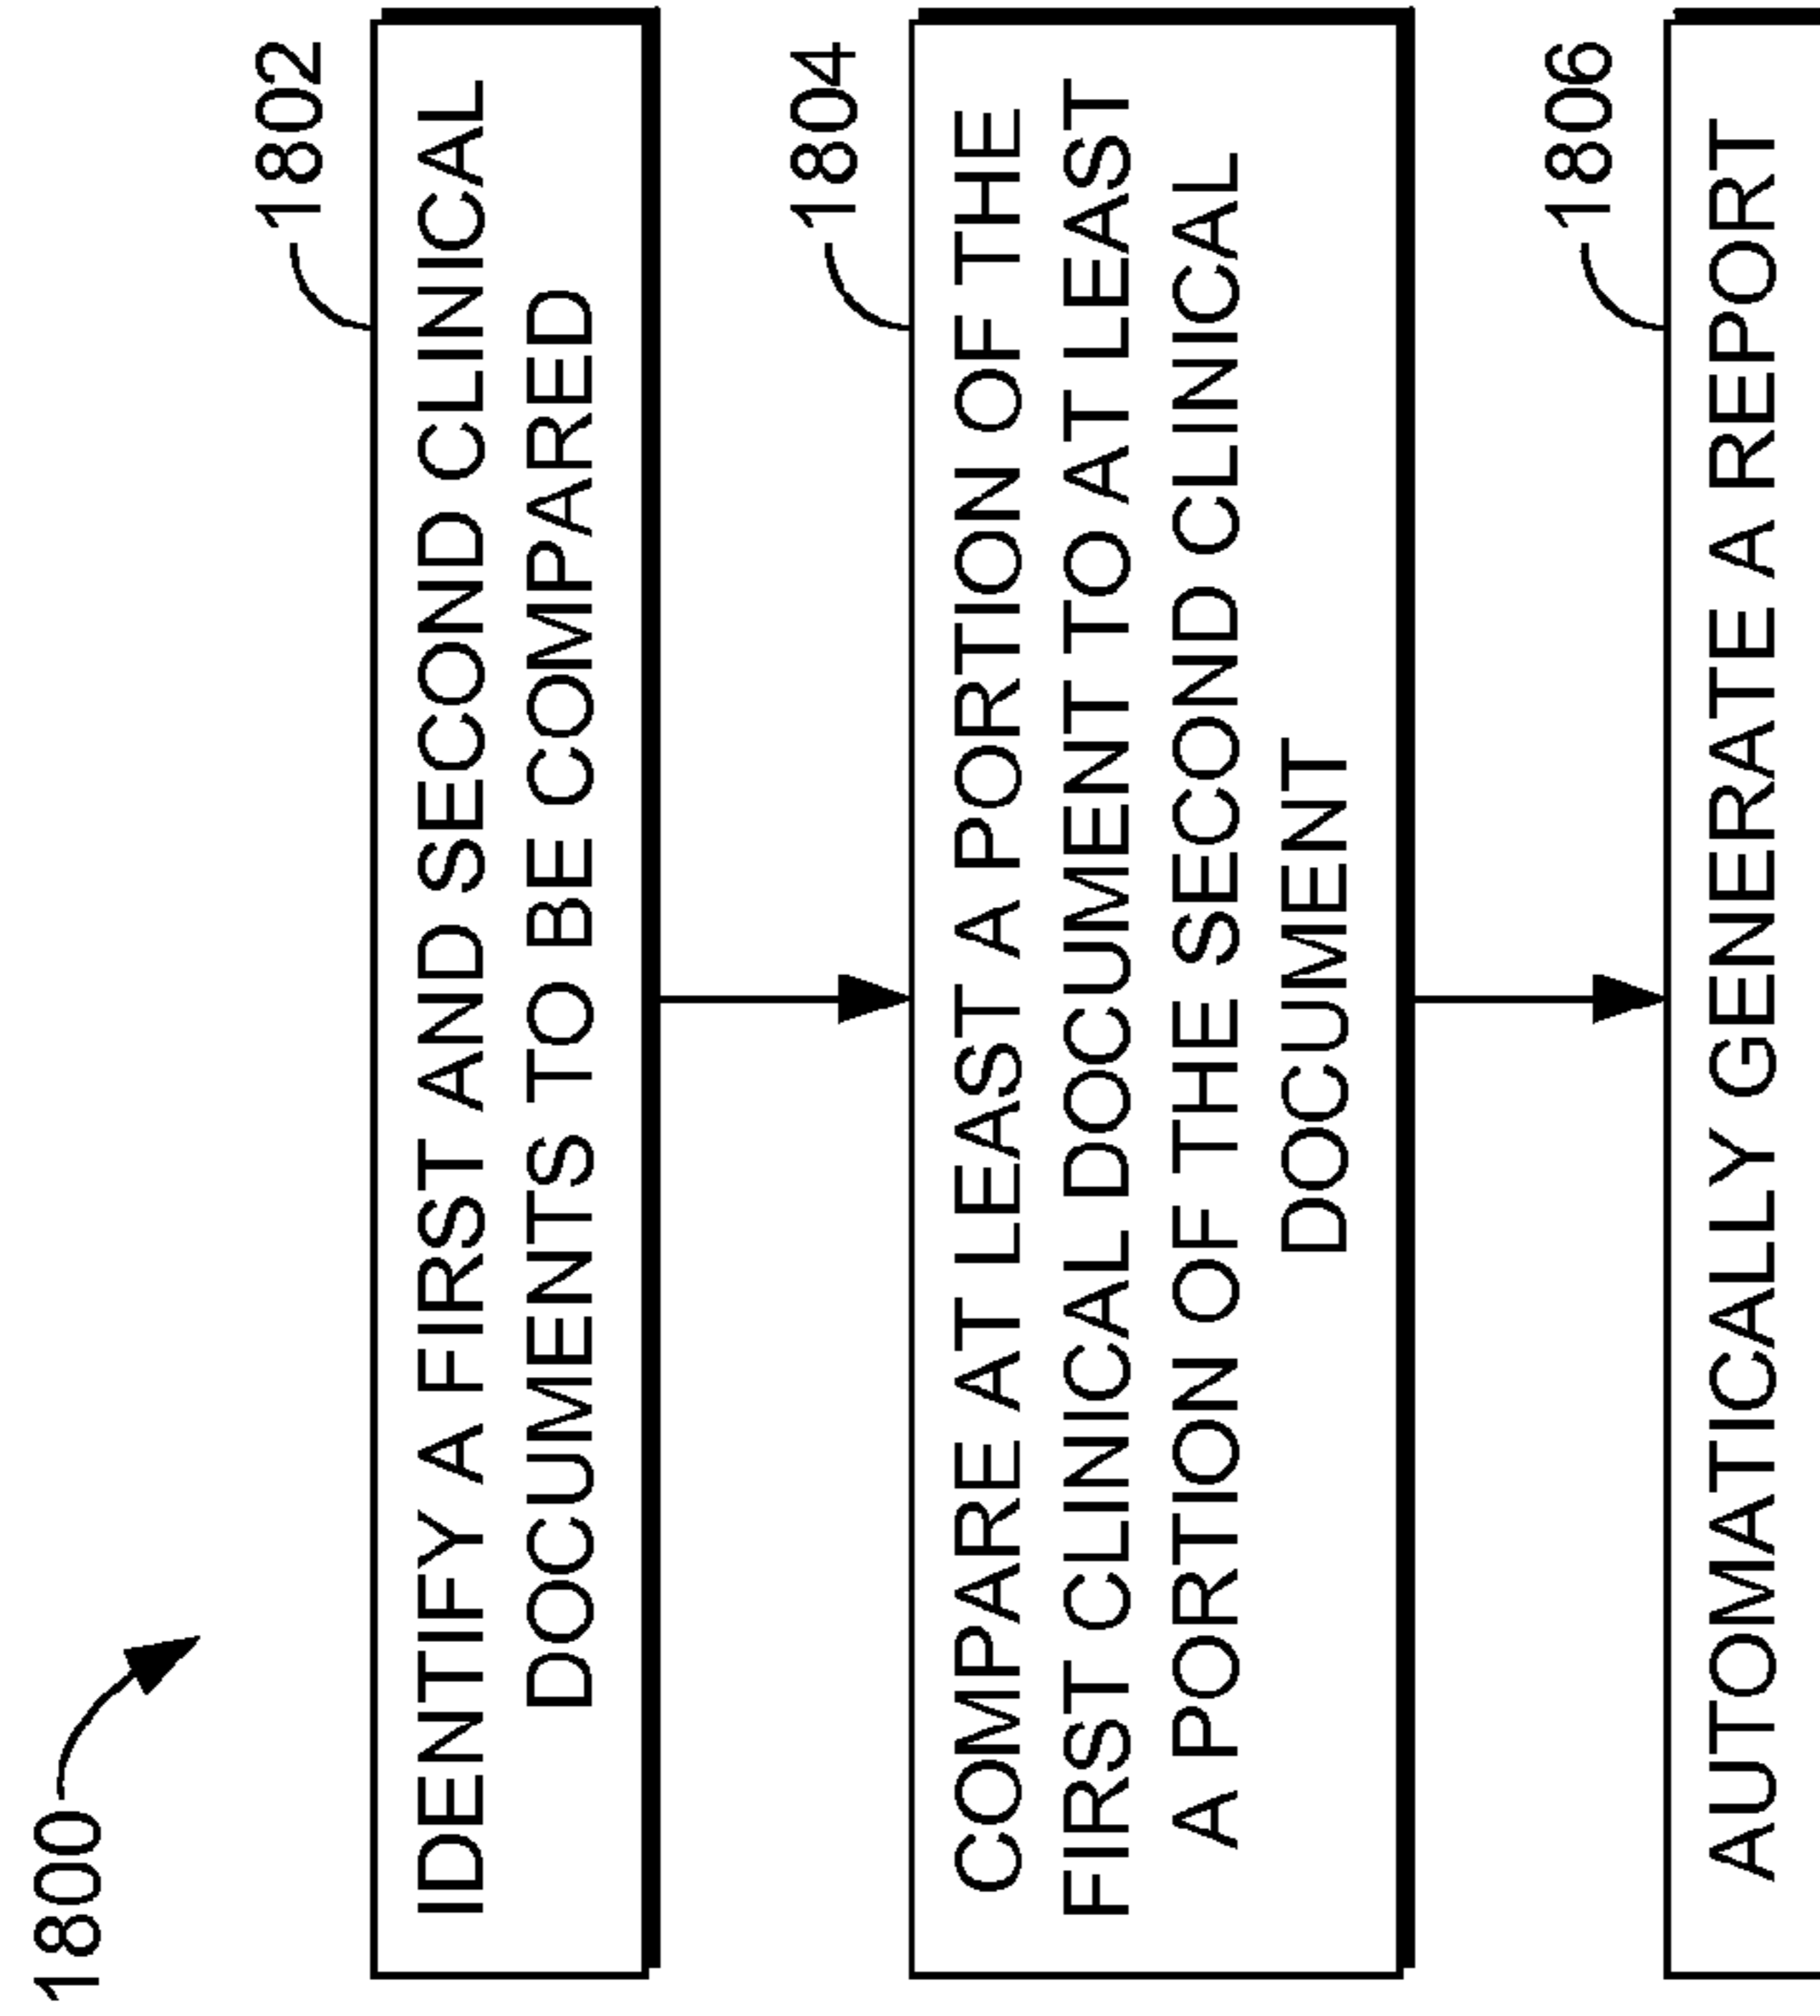 1800
1802
IDENTIFY A FIRST AND SECOND CLINICAL
DOCUMENTS TO BE COMPARED
1804
COMPARE AT LEAST A PORTION OF THE
FIRST CLINICAL DOCUMENT TO AT LEAST
A PORTION OF THE SECOND CLINICAL
DOCUMENT
1806
AUTOMATICALLY GENERATE A REPORT